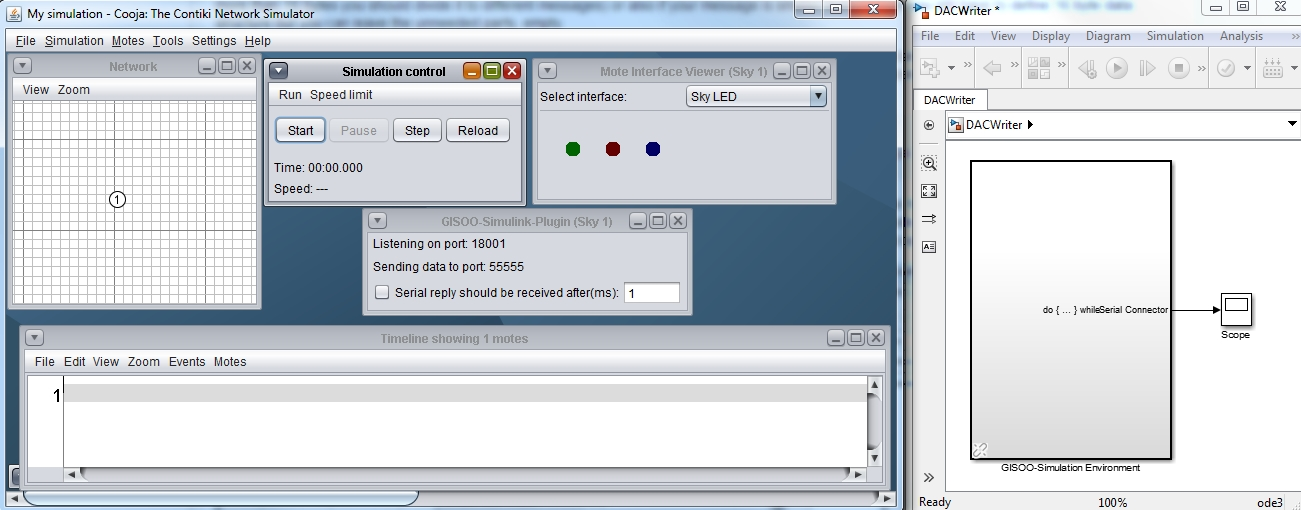 My simulation - Cooja: The Contiki Network Simulator
File Simulation Motes Tools Settings Help
Network
View Zoom
1
Simulation control
Run Speed limit
Start Pause Step Reload
Time: 00:00.000
Speed: ---
Mote Interface Viewer (Sky 1)
Select interface: Sky LED
GISOO-Simulink-Plugin (Sky 1)
Listening on port: 18001
Sending data to port: 55555
Serial reply should be received after(ms): 1
Timeline showing 1 motes
File Edit View Zoom Events Motes
1
DACWriter *
File Edit View Display Diagram Simulation Analysis
DACWriter
DACWriter
do { ... } whileSerial Connector
Scope
GISOO-Simulation Environment
Ready 100% ode3